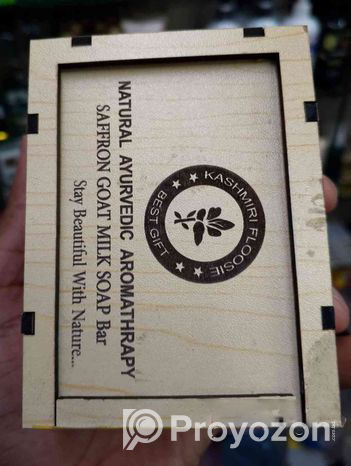 NATURAL AYURVEDIC AROMATHRAPY
SAFFRON GOAT MILK SOAP Bar
Stay Beautiful With Nature...
KASHMIRI FLOOSIE
BEST GIFT
Proyozon